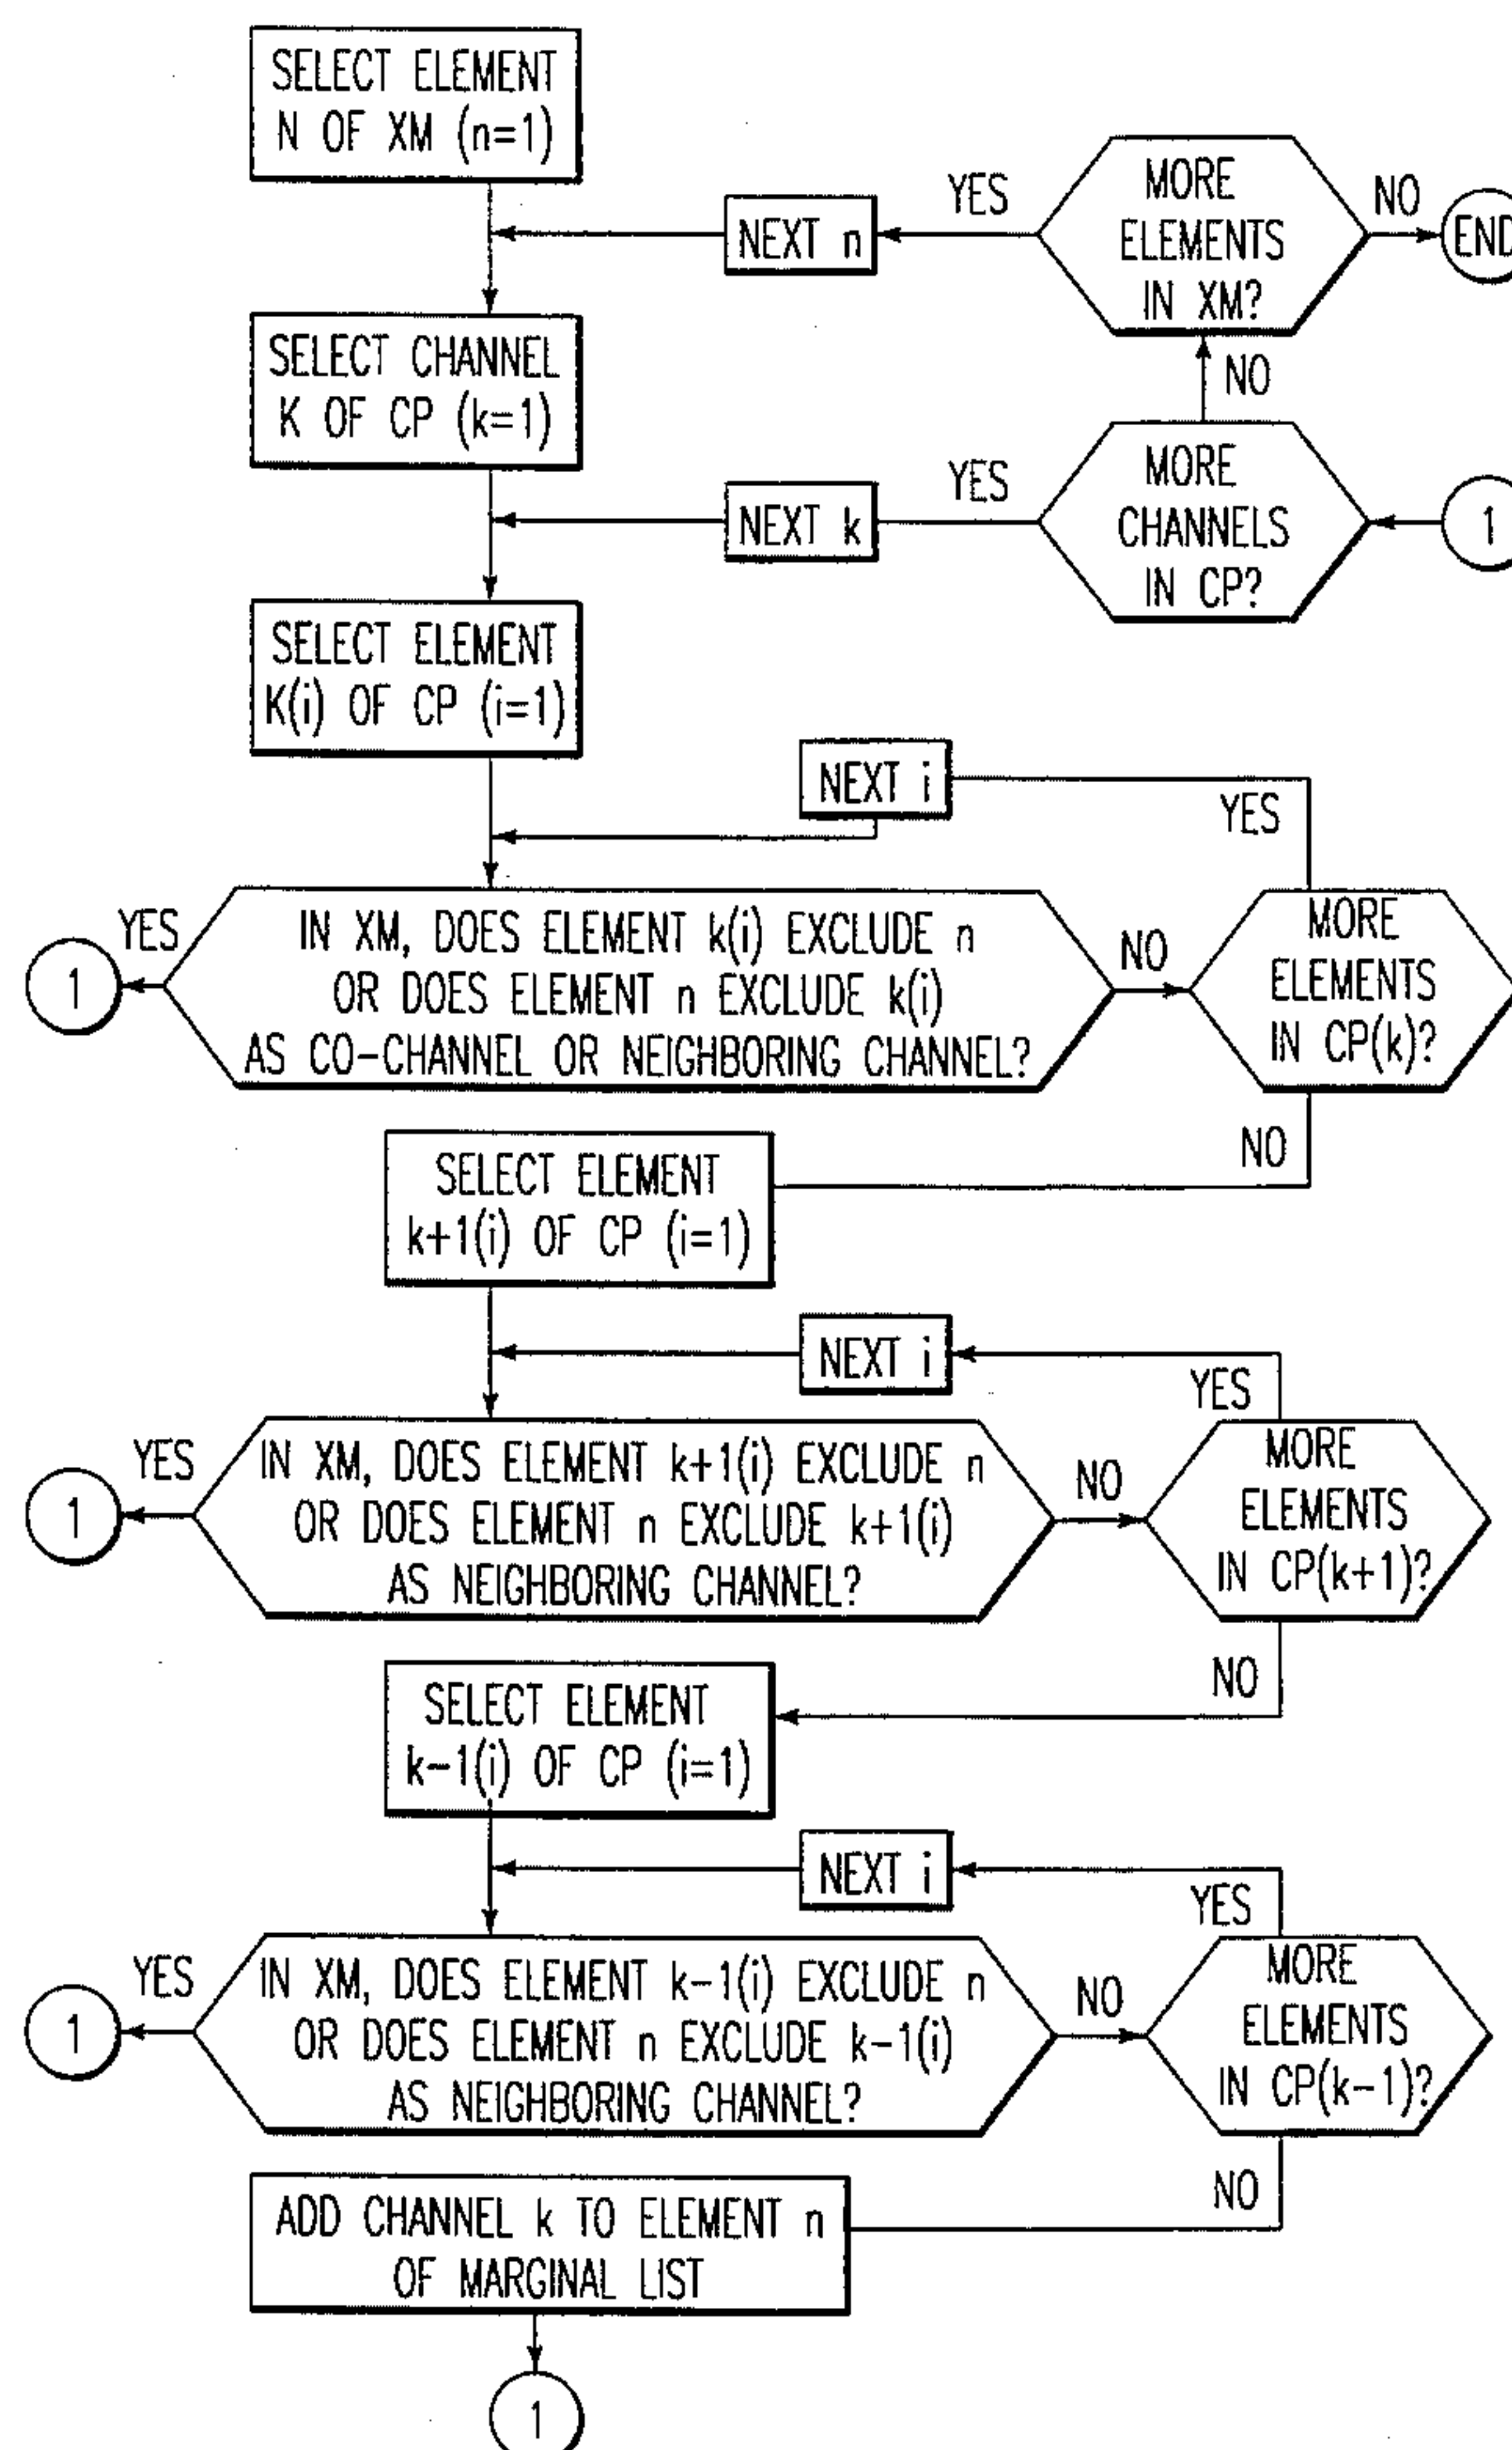 SELECT ELEMENT
N OF XM (n=1)
MORE
ELEMENTS
IN XM?
YES
NO
END
NEXT n
SELECT CHANNEL
K OF CP (k=1)
NO
MORE
CHANNELS
IN CP?
YES
1
NEXT k
SELECT ELEMENT
K(i) OF CP (i=1)
NEXT i
YES
YES
1
IN XM, DOES ELEMENT k(i) EXCLUDE n
OR DOES ELEMENT n EXCLUDE k(i)
AS CO-CHANNEL OR NEIGHBORING CHANNEL?
NO
MORE
ELEMENTS
IN CP(k)?
NO
SELECT ELEMENT
k+1(i) OF CP (i=1)
NEXT i
YES
YES
1
IN XM, DOES ELEMENT k+1(i) EXCLUDE n
OR DOES ELEMENT n EXCLUDE k+1(i)
AS NEIGHBORING CHANNEL?
NO
MORE
ELEMENTS
IN CP(k+1)?
NO
SELECT ELEMENT
k-1(i) OF CP (i=1)
NEXT i
YES
YES
1
IN XM, DOES ELEMENT k-1(i) EXCLUDE n
OR DOES ELEMENT n EXCLUDE k-1(i)
AS NEIGHBORING CHANNEL?
NO
MORE
ELEMENTS
IN CP(k-1)?
NO
ADD CHANNEL k TO ELEMENT n
OF MARGINAL LIST
1